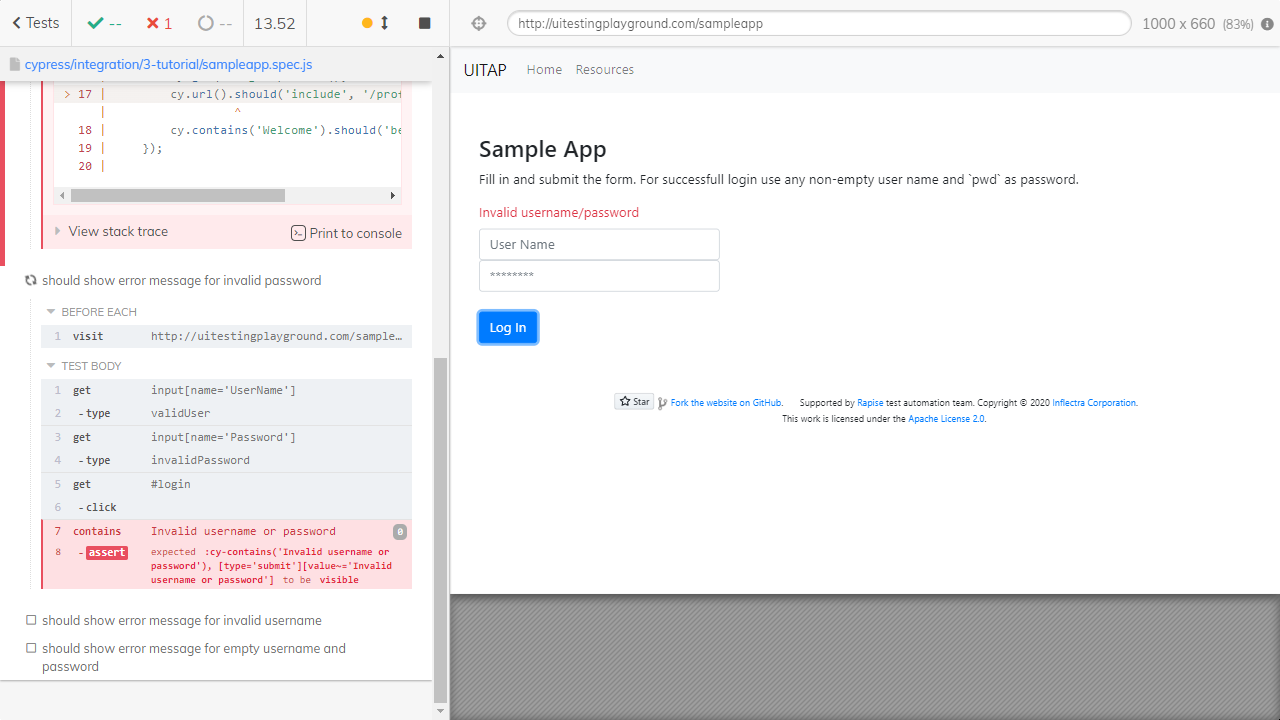 Tests
--
1
--
13.52
http://uitestingplayground.com/sampleapp
1000 x 660 (83%)
cypress/integration/3-tutorial/sampleapp.spec.js
> 17 | cy.url().should('include', '/prof
| ^
18 | cy.contains('Welcome').should('be
19 | });
20 |
View stack trace
Print to console
should show error message for invalid password
BEFORE EACH
1 visit http://uitestingplayground.com/sample...
TEST BODY
1 get input[name='UserName']
2 -type validUser
3 get input[name='Password']
4 -type invalidPassword
5 get #login
6 -click
7 contains Invalid username or password 0
8 -assert expected :cy-contains('Invalid username or
password'), [type='submit'][value~='Invalid
username or password'] to be visible
should show error message for invalid username
should show error message for empty username and
password
UITAP Home Resources
Sample App
Fill in and submit the form. For successfull login use any non-empty user name and `pwd` as password.
Invalid username/password
User Name
********
Log In
Star Fork the website on GitHub. Supported by Rapise test automation team. Copyright © 2020 Inflectra Corporation.
This work is licensed under the Apache License 2.0.